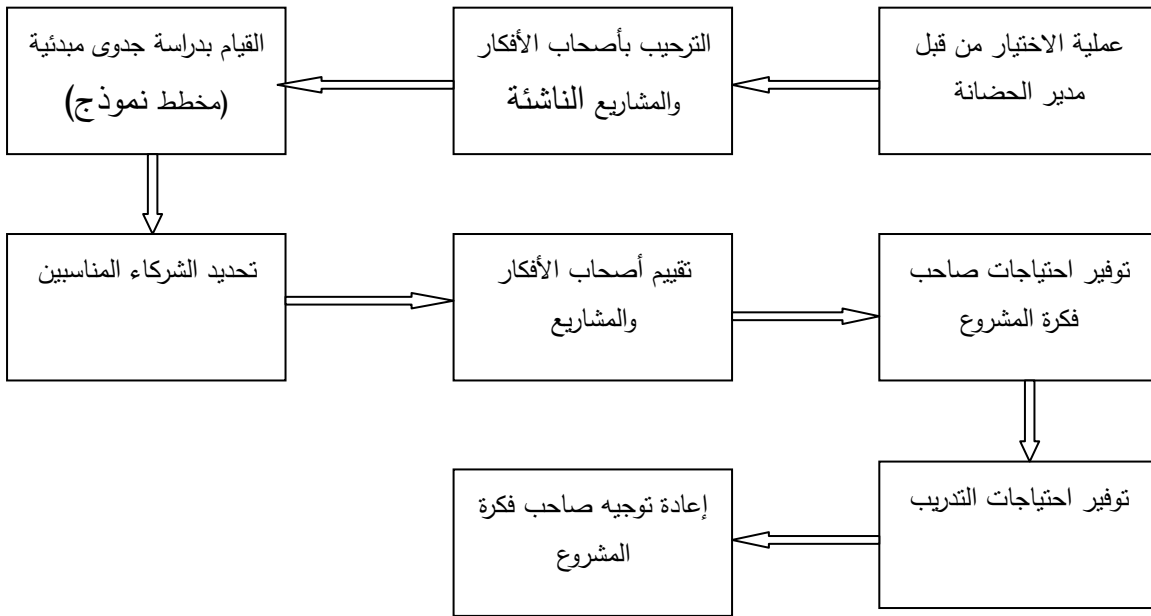 عملية الاختيار من قبل
مدير الحضانة
الترحيب بأصحاب الأفكار
والمشاريع الناشئة
القيام بدراسة جدوى مبدئية
(مخطط نموذج)
تحديد الشركاء المناسبين
تقييم أصحاب الأفكار
والمشاريع
توفير احتياجات صاحب
فكرة المشروع
توفير احتياجات التدريب
إعادة توجيه صاحب فكرة
المشروع